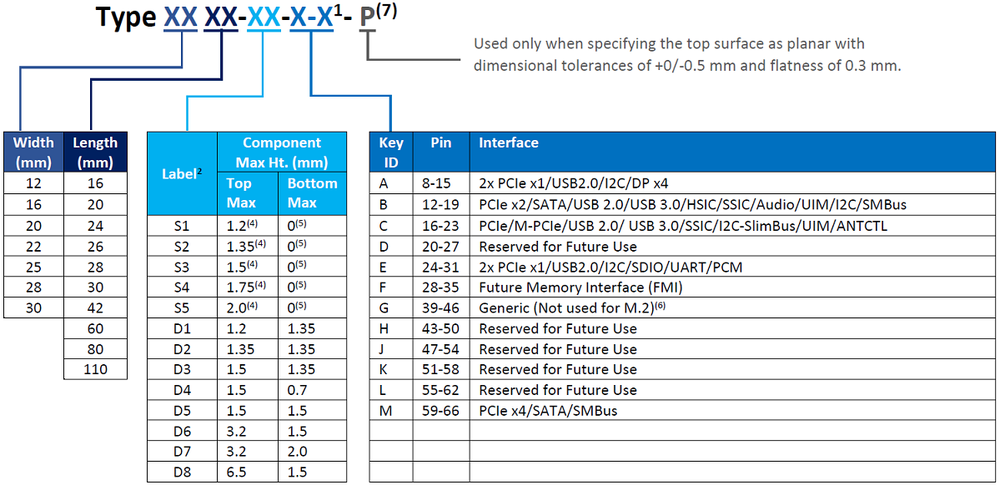 Type XX XX-XX-X-X¹-P⁽⁷⁾
Used only when specifying the top surface as planar with
dimensional tolerances of +0/-0.5 mm and flatness of 0.3 mm.
Width (mm)
12
16
20
22
25
28
30
Length (mm)
16
20
24
26
28
30
42
60
80
110
Label² Component Max Ht. (mm)
Top Max Bottom Max
S1 1.2⁽⁴⁾ 0⁽⁵⁾
S2 1.35⁽⁴⁾ 0⁽⁵⁾
S3 1.5⁽⁴⁾ 0⁽⁵⁾
S4 1.75⁽⁴⁾ 0⁽⁵⁾
S5 2.0⁽⁴⁾ 0⁽⁵⁾
D1 1.2 1.35
D2 1.35 1.35
D3 1.5 1.35
D4 1.5 0.7
D5 1.5 1.5
D6 3.2 1.5
D7 3.2 2.0
D8 6.5 1.5
Key ID Pin Interface
A 8-15 2x PCIe x1/USB2.0/I2C/DP x4
B 12-19 PCIe x2/SATA/USB 2.0/USB 3.0/HSIC/SSIC/Audio/UIM/I2C/SMBus
C 16-23 PCIe/M-PCIe/USB 2.0/ USB 3.0/SSIC/I2C-SlimBus/UIM/ANTCTL
D 20-27 Reserved for Future Use
E 24-31 2x PCIe x1/USB2.0/I2C/SDIO/UART/PCM
F 28-35 Future Memory Interface (FMI)
G 39-46 Generic (Not used for M.2)⁽⁶⁾
H 43-50 Reserved for Future Use
J 47-54 Reserved for Future Use
K 51-58 Reserved for Future Use
L 55-62 Reserved for Future Use
M 59-66 PCIe x4/SATA/SMBus